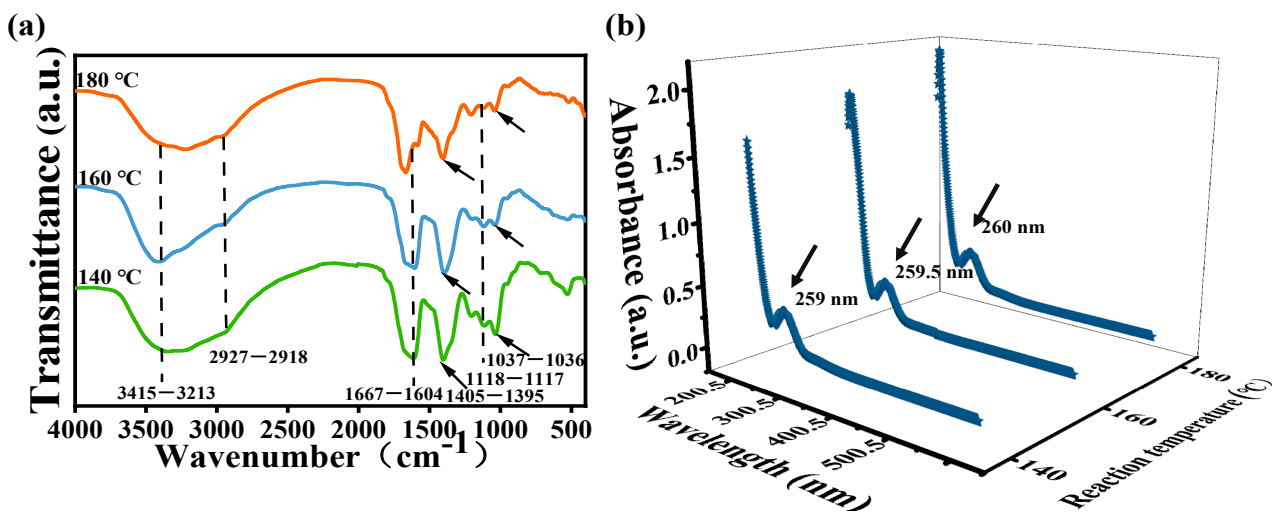 (a)
Transmittance (a.u.)
180 ℃
160 ℃
140 ℃
2927—2918
3415—3213
1037—1036
1118—1117
1667—1604
1405—1395
4000 3500 3000 2500 2000 1500 1000 500
Wavenumber（cm⁻¹）
(b)
Absorbance (a.u.)
2.0
1.5
1.0
0.5
0.0
260 nm
259.5 nm
259 nm
200.5
300.5
400.5
500.5
Wavelength (nm)
140
160
180
Reaction temperature (℃)